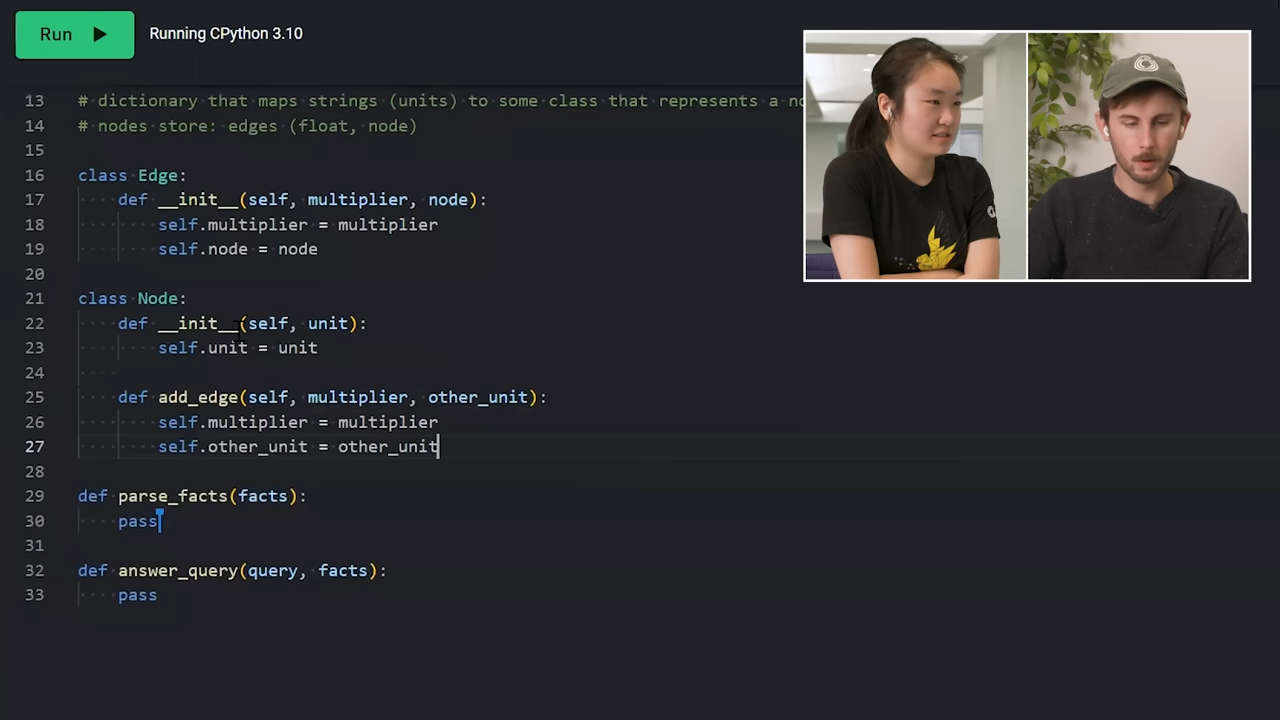 Run
Running CPython 3.10
13 # dictionary that maps strings (units) to some class that represents a no
14 # nodes store: edges (float, node)
15
16 class Edge:
17 def __init__(self, multiplier, node):
18 self.multiplier = multiplier
19 self.node = node
20
21 class Node:
22 def __init__(self, unit):
23 self.unit = unit
24
25 def add_edge(self, multiplier, other_unit):
26 self.multiplier = multiplier
27 self.other_unit = other_unit
28
29 def parse_facts(facts):
30 pass
31
32 def answer_query(query, facts):
33 pass